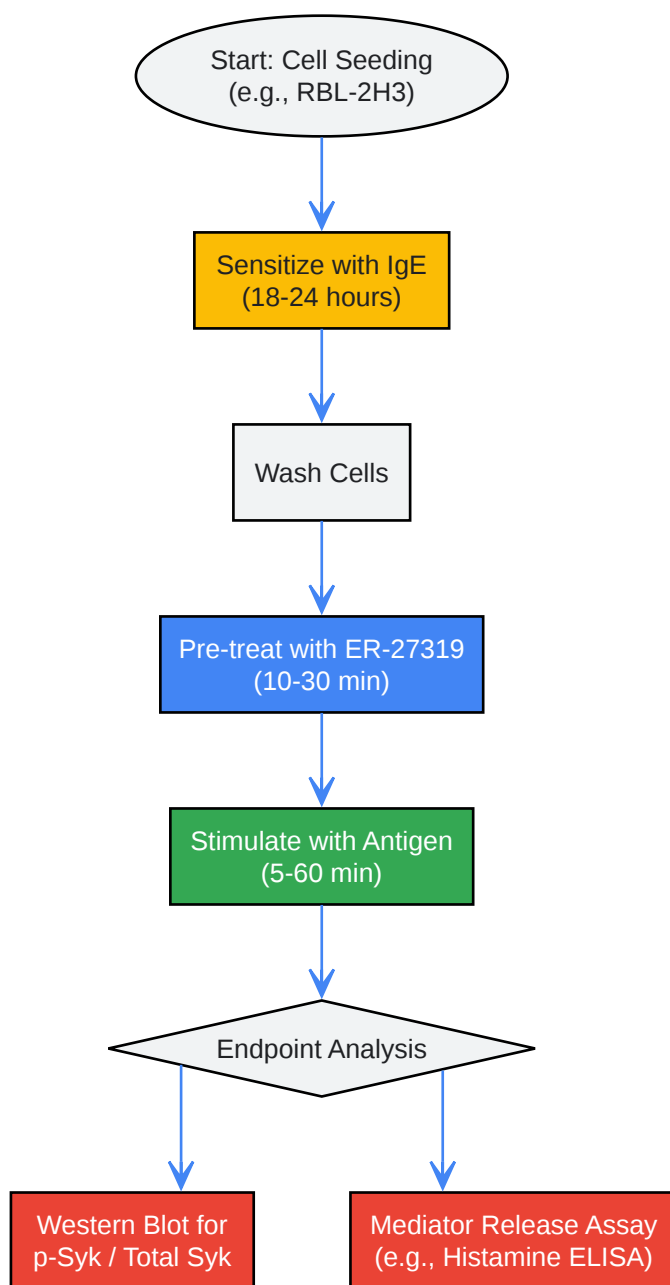 Start: Cell Seeding
(e.g., RBL-2H3)
Sensitize with IgE
(18-24 hours)
Wash Cells
Pre-treat with ER-27319
(10-30 min)
Stimulate with Antigen
(5-60 min)
Endpoint Analysis
Western Blot for
p-Syk / Total Syk
Mediator Release Assay
(e.g., Histamine ELISA)